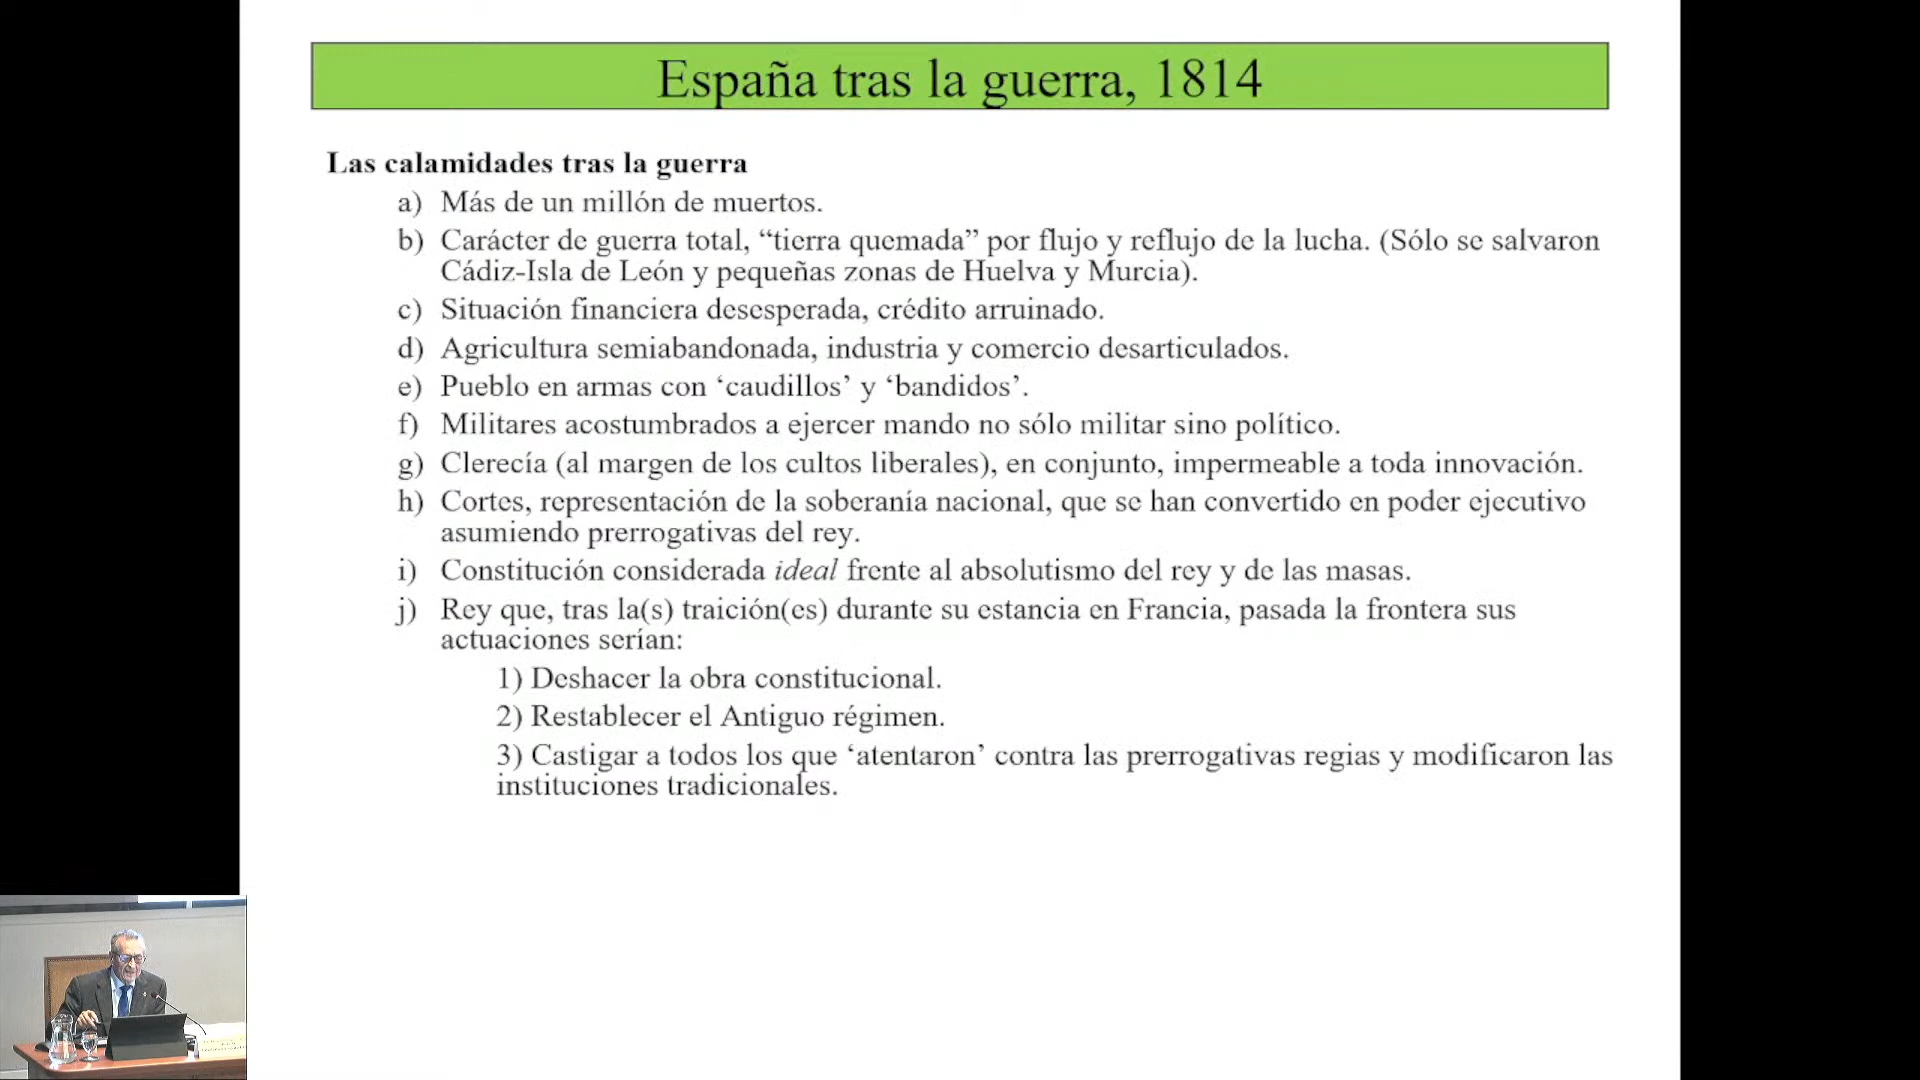 España tras la guerra, 1814
Las calamidades tras la guerra
a) Más de un millón de muertos.
b) Carácter de guerra total, “tierra quemada” por flujo y reflujo de la lucha. (Sólo se salvaron
Cádiz-Isla de León y pequeñas zonas de Huelva y Murcia).
c) Situación financiera desesperada, crédito arruinado.
d) Agricultura semiabandonada, industria y comercio desarticulados.
e) Pueblo en armas con ‘caudillos’ y ‘bandidos’.
f) Militares acostumbrados a ejercer mando no sólo militar sino político.
g) Clerecía (al margen de los cultos liberales), en conjunto, impermeable a toda innovación.
h) Cortes, representación de la soberanía nacional, que se han convertido en poder ejecutivo
asumiendo prerrogativas del rey.
i) Constitución considerada ideal frente al absolutismo del rey y de las masas.
j) Rey que, tras la(s) traición(es) durante su estancia en Francia, pasada la frontera sus
actuaciones serían:
1) Deshacer la obra constitucional.
2) Restablecer el Antiguo régimen.
3) Castigar a todos los que ‘atentaron’ contra las prerrogativas regias y modificaron las
instituciones tradicionales.